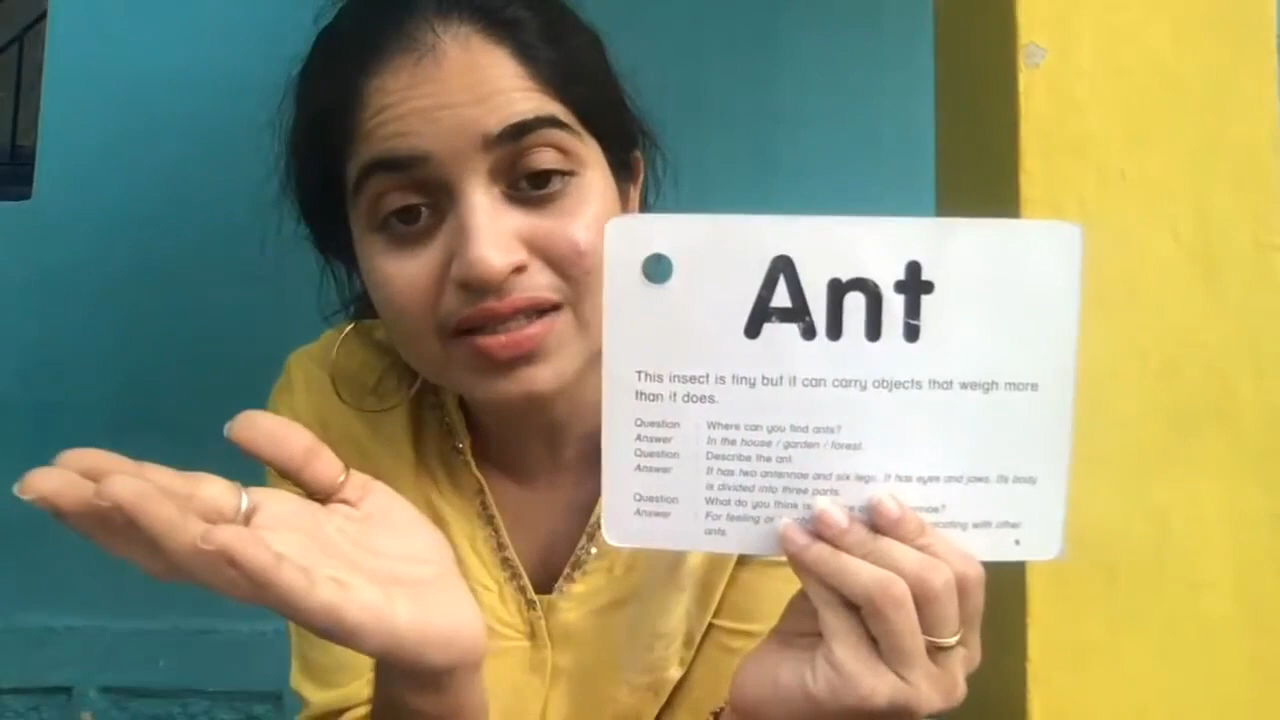 Ant
This insect is tiny but it can carry objects that weigh more
than it does.
Question : Where can you find ants?
Answer : In the house / garden / forest.
Question : Describe the ant.
Answer : It has two antennae and six legs. It has eyes and jaws. Its body
is divided into three parts.
Question : What do you think is
Answer : For feeling or with other
ants.